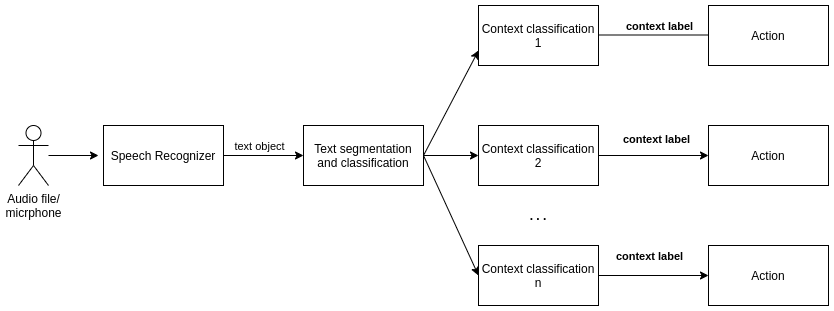 Context classification
1
context label
Action
Audio file/
micrphone
Speech Recognizer
text object
Text segmentation
and classification
Context classification
2
context label
Action
...
Context classification
n
context label
Action